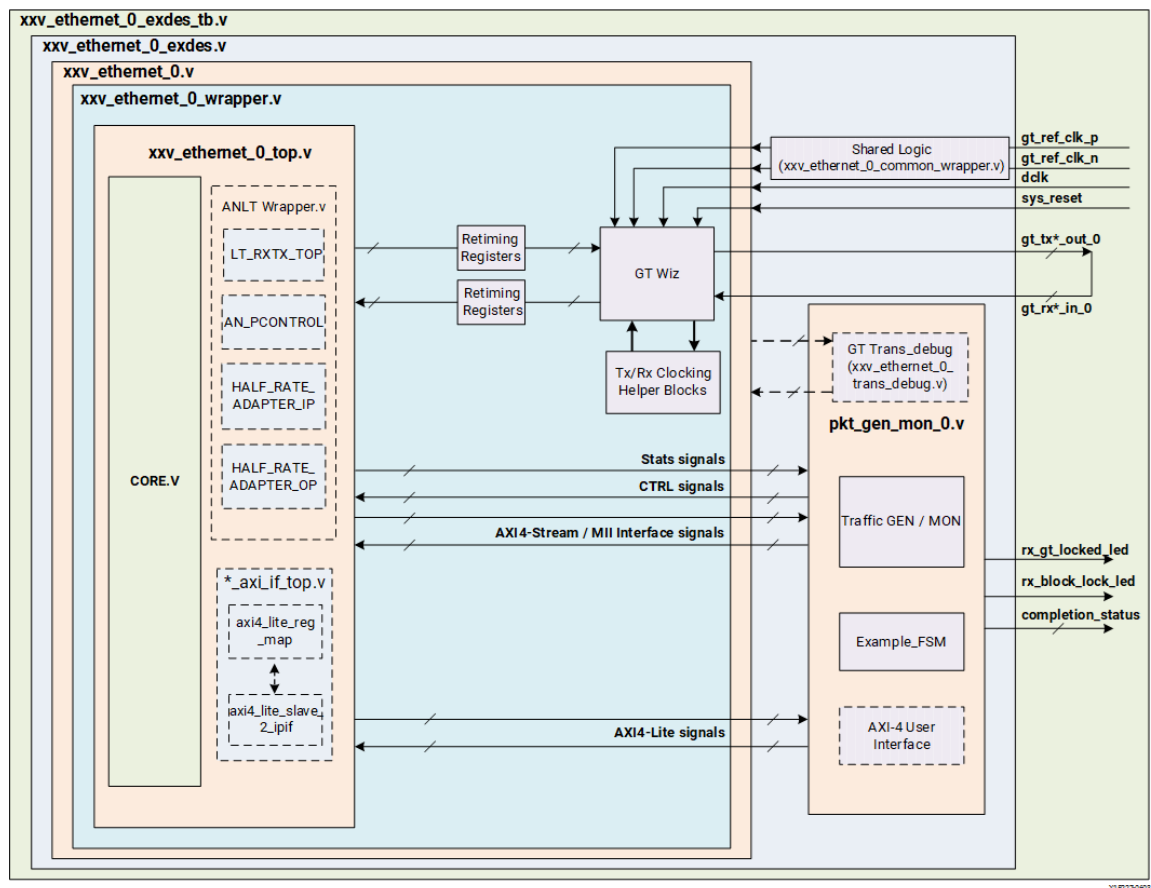 xxv_ethernet_0_exdes_tb.v
xxv_ethernet_0_exdes.v
xxv_ethernet_0.v
xxv_ethernet_0_wrapper.v
xxv_ethernet_0_top.v
CORE.V
ANLT Wrapper.v
LT_RXTX_TOP
AN_PCONTROL
HALF_RATE_
ADAPTER_IP
HALF_RATE_
ADAPTER_OP
*_axi_if_top.v
axi4_lite_reg
_map
axi4_lite_slave_
2_ipif
Retiming
Registers
Retiming
Registers
GT Wiz
Tx/Rx Clocking
Helper Blocks
Shared Logic
(xxv_ethernet_0_common_wrapper.v)
gt_ref_clk_p
gt_ref_clk_n
dclk
sys_reset
gt_tx*_out_0
gt_rx*_in_0
GT Trans_debug
(xxv_ethernet_0_
trans_debug.v)
pkt_gen_mon_0.v
Stats signals
CTRL signals
AXI4-Stream / MII Interface signals
AXI4-Lite signals
Traffic GEN / MON
Example_FSM
AXI-4 User
Interface
rx_gt_locked_led
rx_block_lock_led
completion_status